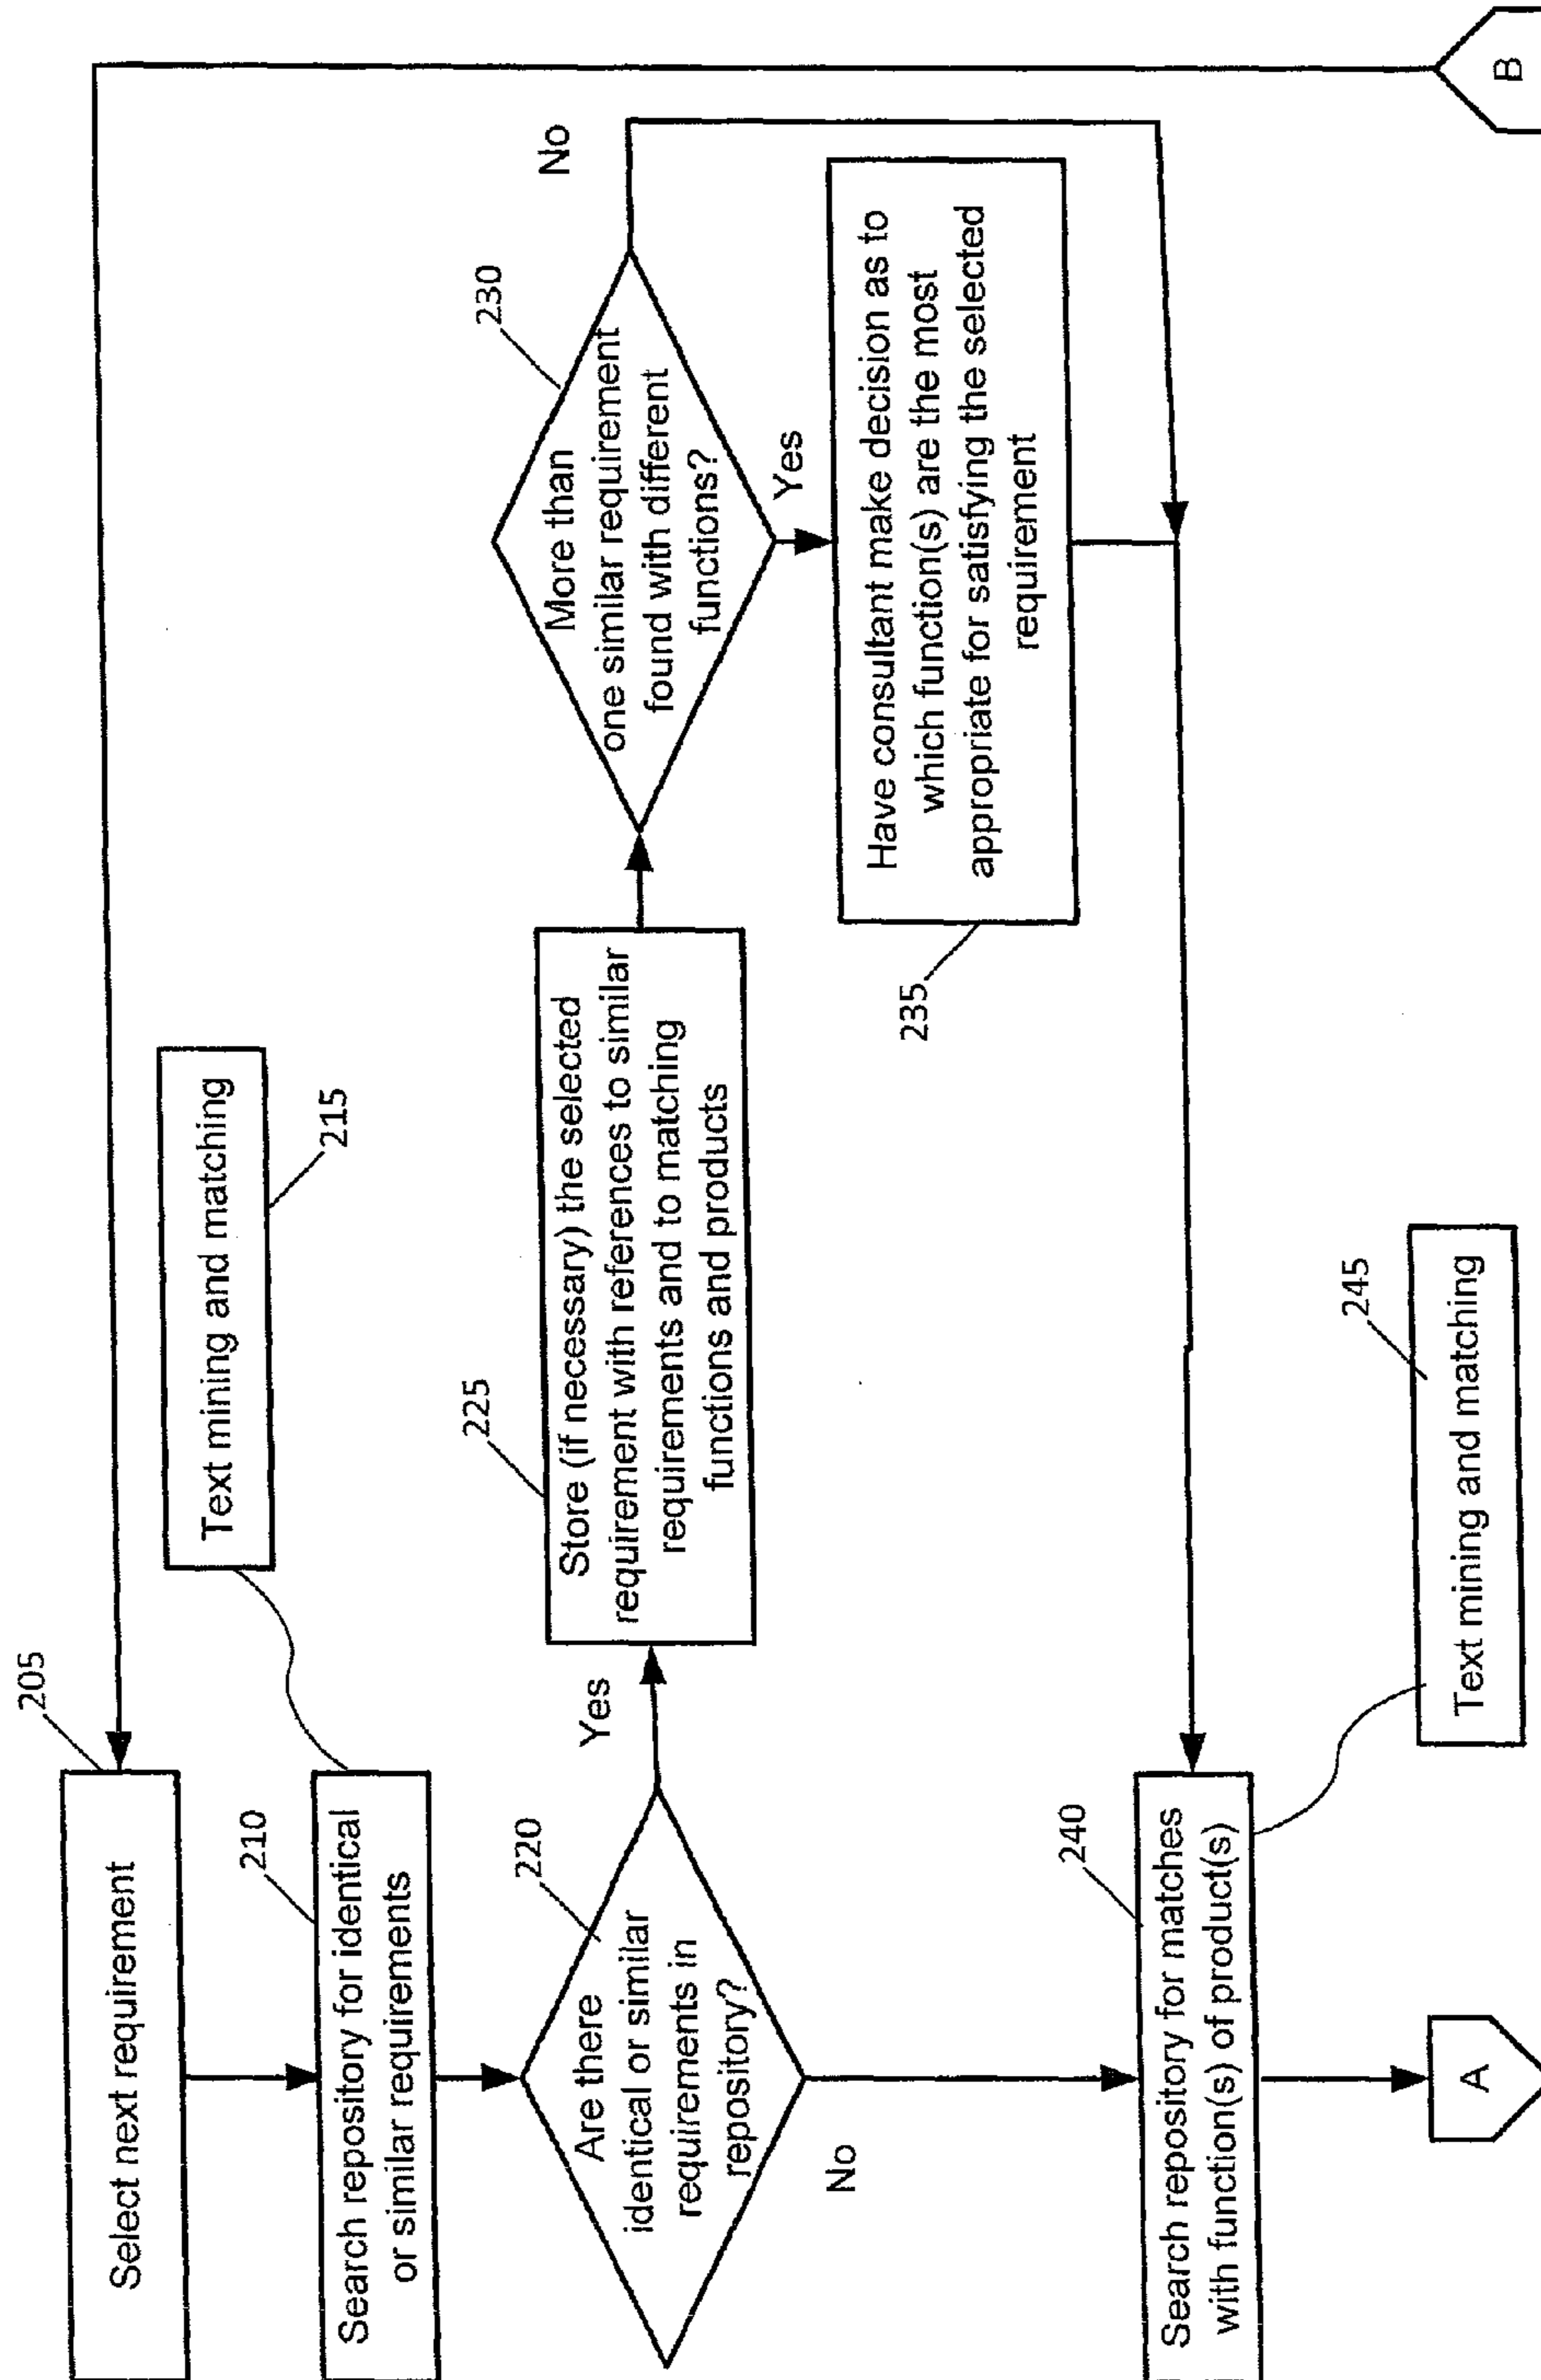 205
Select next requirement
210
Search repository for identical
or similar requirements
Text mining and matching
215
220
Are there
identical or similar
requirements in
repository?
Yes
No
225
Store (if necessary) the selected
requirement with references to similar
requirements and to matching
functions and products
230
More than
one similar requirement
found with different
functions?
No
Yes
Have consultant make decision as to
which function(s) are the most
appropriate for satisfying the selected
requirement
235
240
Search repository for matches
with function(s) of product(s)
245
Text mining and matching
A
B